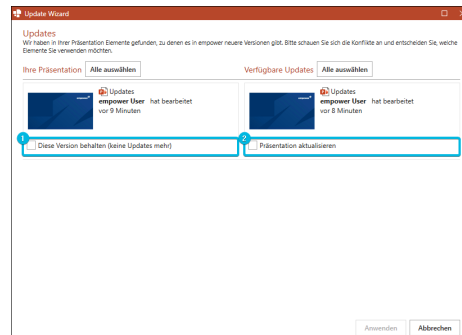 Update Wizard
Updates
Wir haben in Ihrer Präsentation Elemente gefunden, zu denen es in empower neuere Versionen gibt. Bitte schauen Sie sich die Konflikte an und entscheiden Sie, welche
Elemente Sie verwenden möchten.
Ihre Präsentation Alle auswählen
Verfügbare Updates Alle auswählen
Updates
empower User hat bearbeitet
vor 9 Minuten
Updates
empower User hat bearbeitet
vor 8 Minuten
1
Diese Version behalten (keine Updates mehr)
2
Präsentation aktualisieren
Anwenden
Abbrechen